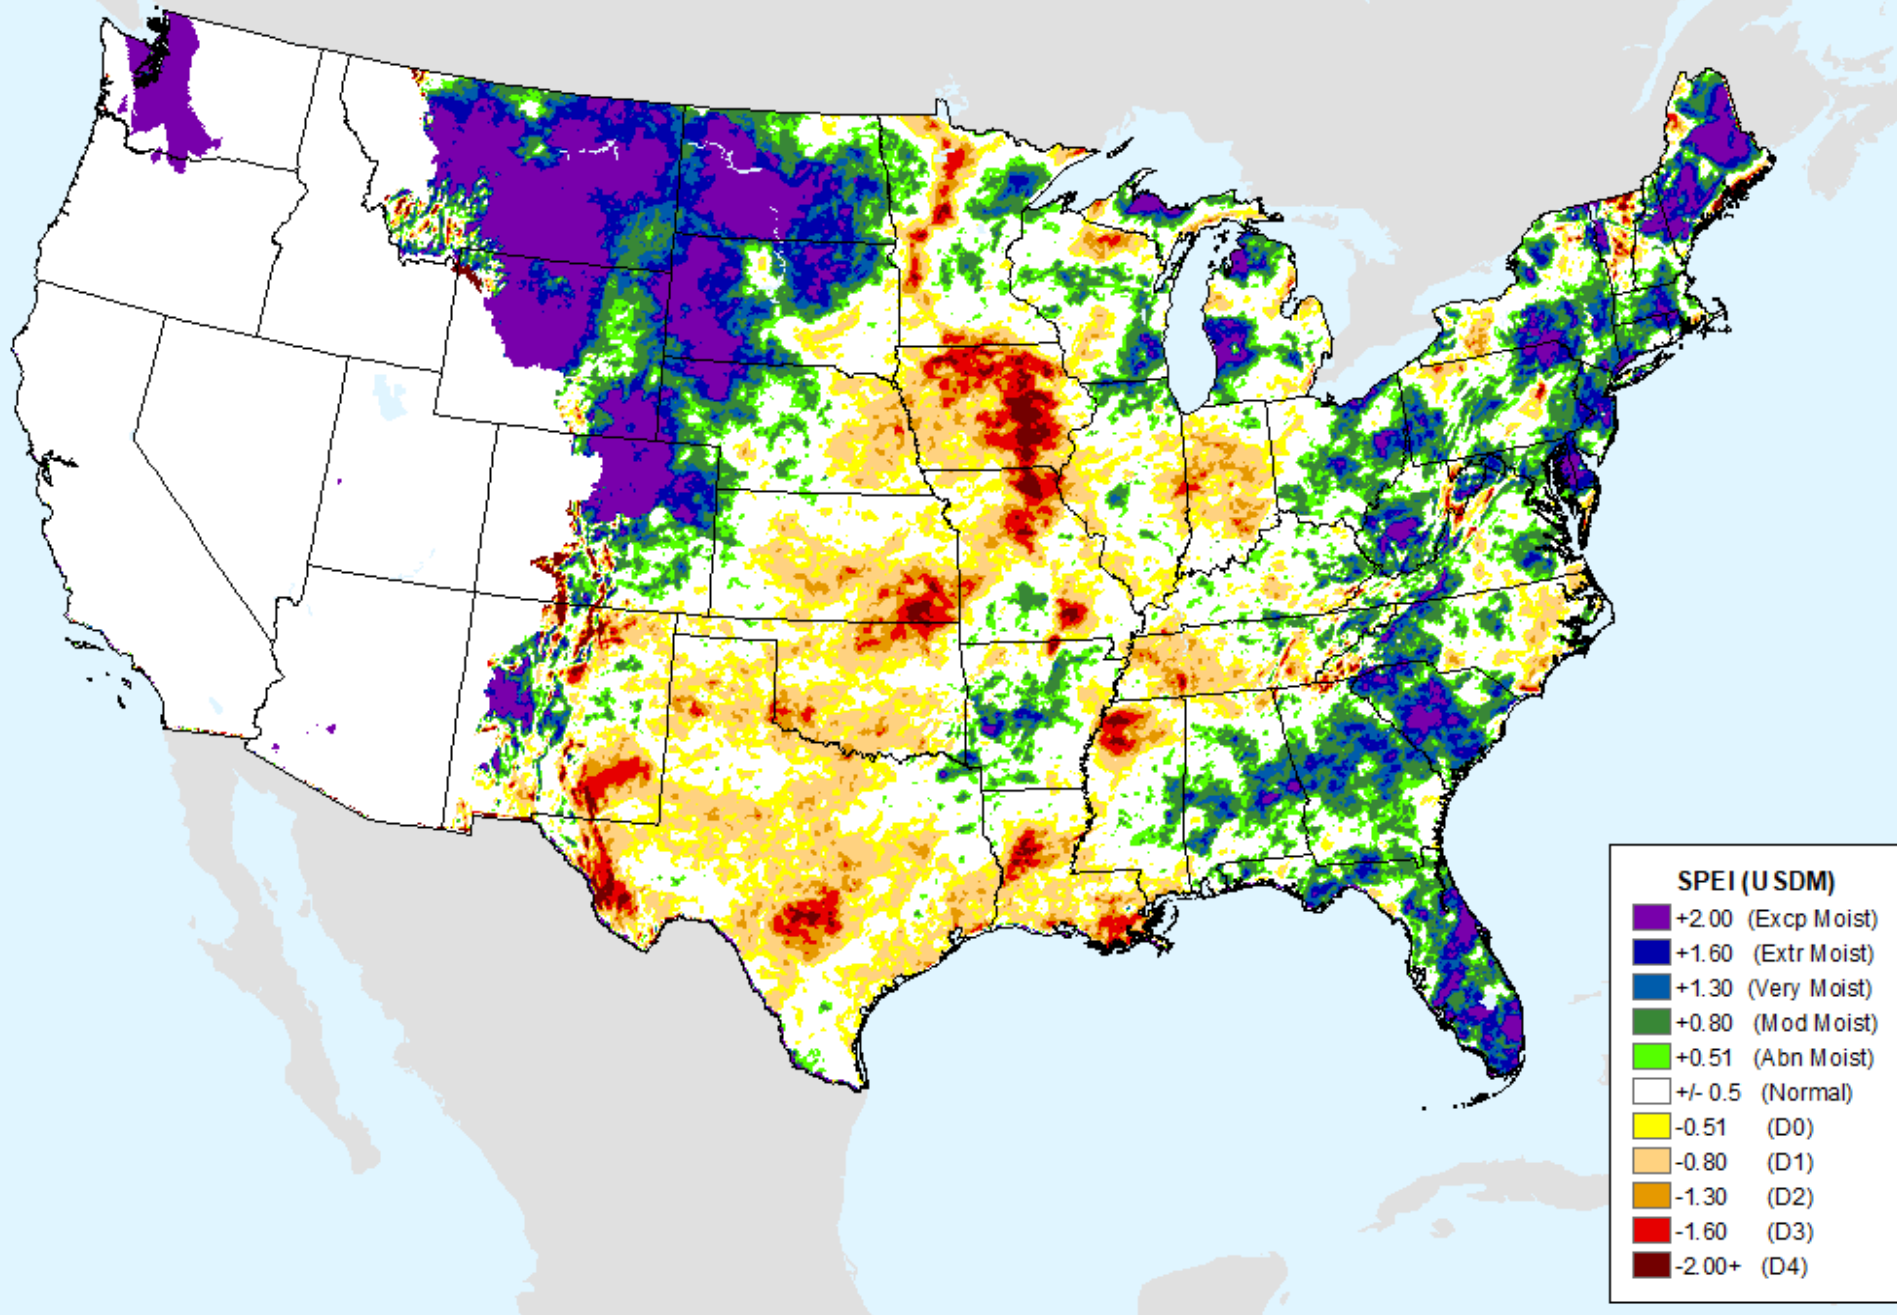 SPEI (USDM)
+2.00 (Excp Moist)
+1.60 (Extr Moist)
+1.30 (Very Moist)
+0.80 (Mod Moist)
+0.51 (Abn Moist)
+/- 0.5 (Normal)
-0.51 (D0)
-0.80 (D1)
-1.30 (D2)
-1.60 (D3)
-2.00+ (D4)